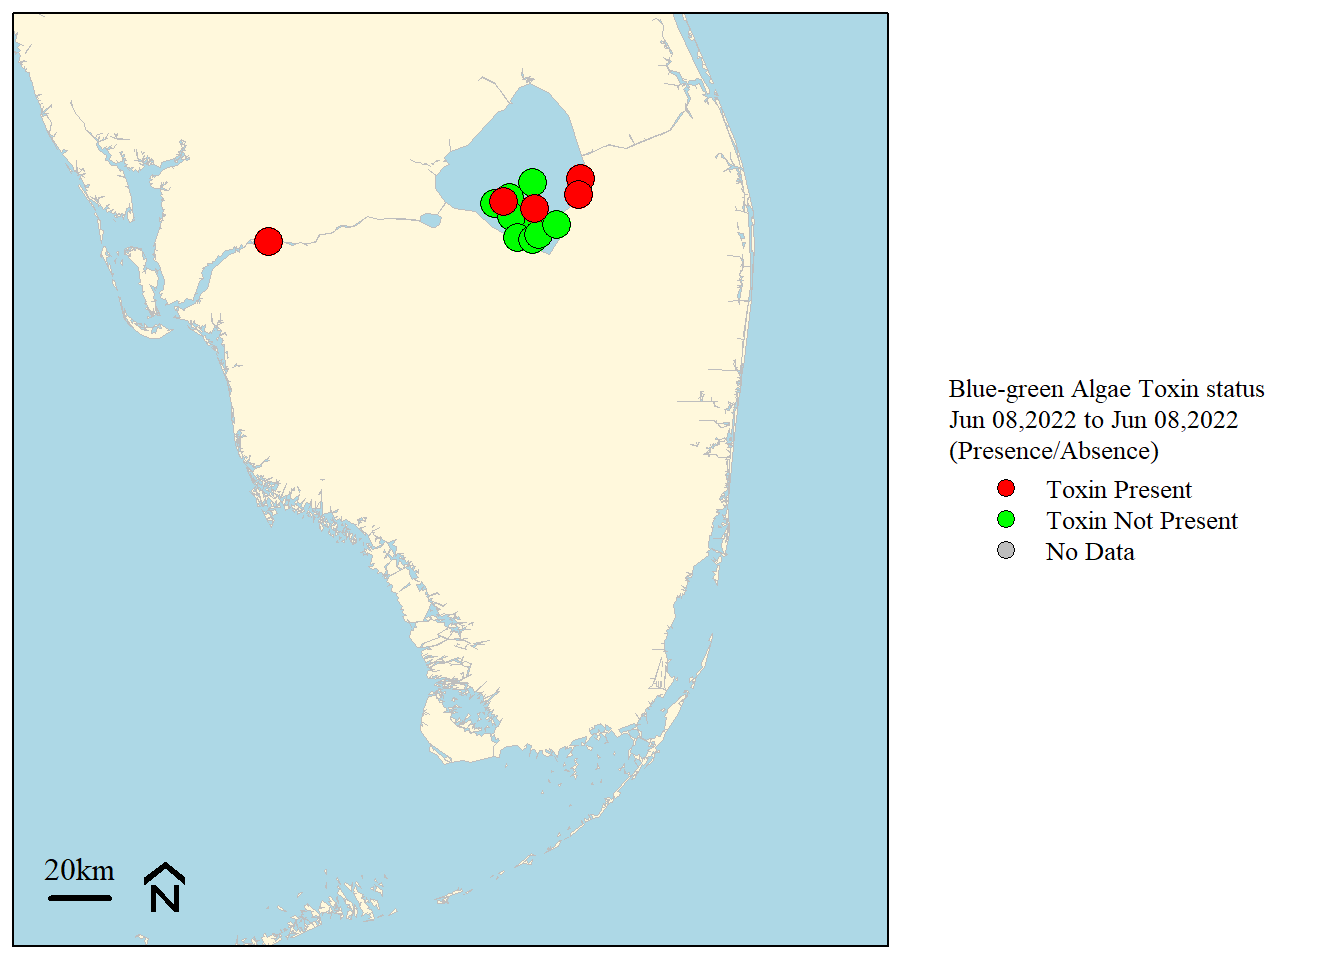 Blue-green Algae Toxin status
Jun 08,2022 to Jun 08,2022
(Presence/Absence)
Toxin Present
Toxin Not Present
No Data
20km
N